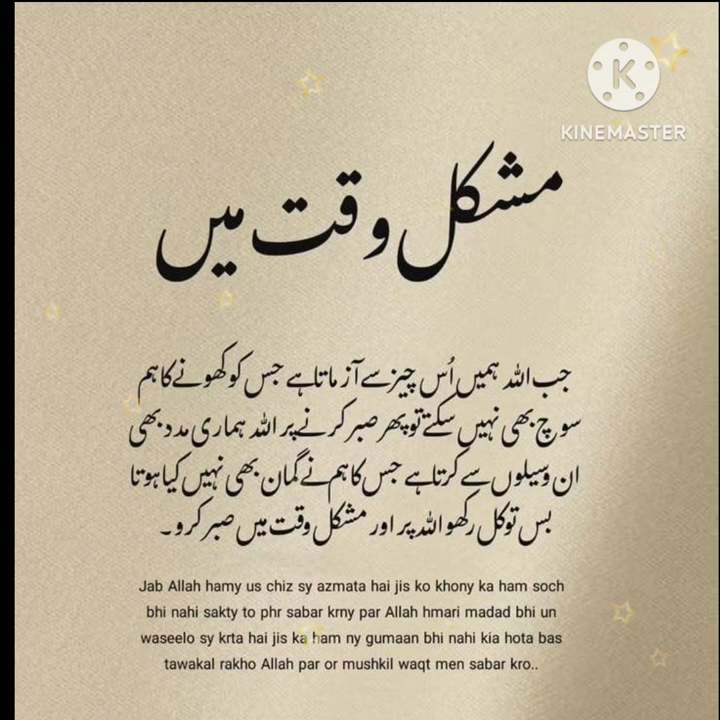 KINEMASTER
مشکل وقت میں
جب اللہ ہمیں اُس چیز سے آزماتا ہے جس کو کھونے کا ہم
سوچ بھی نہیں سکتے تو پھر صبر کرنے پر اللہ ہماری مدد بھی
ان وسیلوں سے کرتا ہے جس کا ہم نے گمان بھی نہیں کیا ہوتا
بس توکل رکھو اللہ پر اور مشکل وقت میں صبر کرو۔
Jab Allah hamy us chiz sy azmata hai jis ko khony ka ham soch
bhi nahi sakty to phr sabar krny par Allah hmari madad bhi un
waseelo sy krta hai jis ka ham ny gumaan bhi nahi kia hota bas
tawakal rakho Allah par or mushkil waqt men sabar kro..